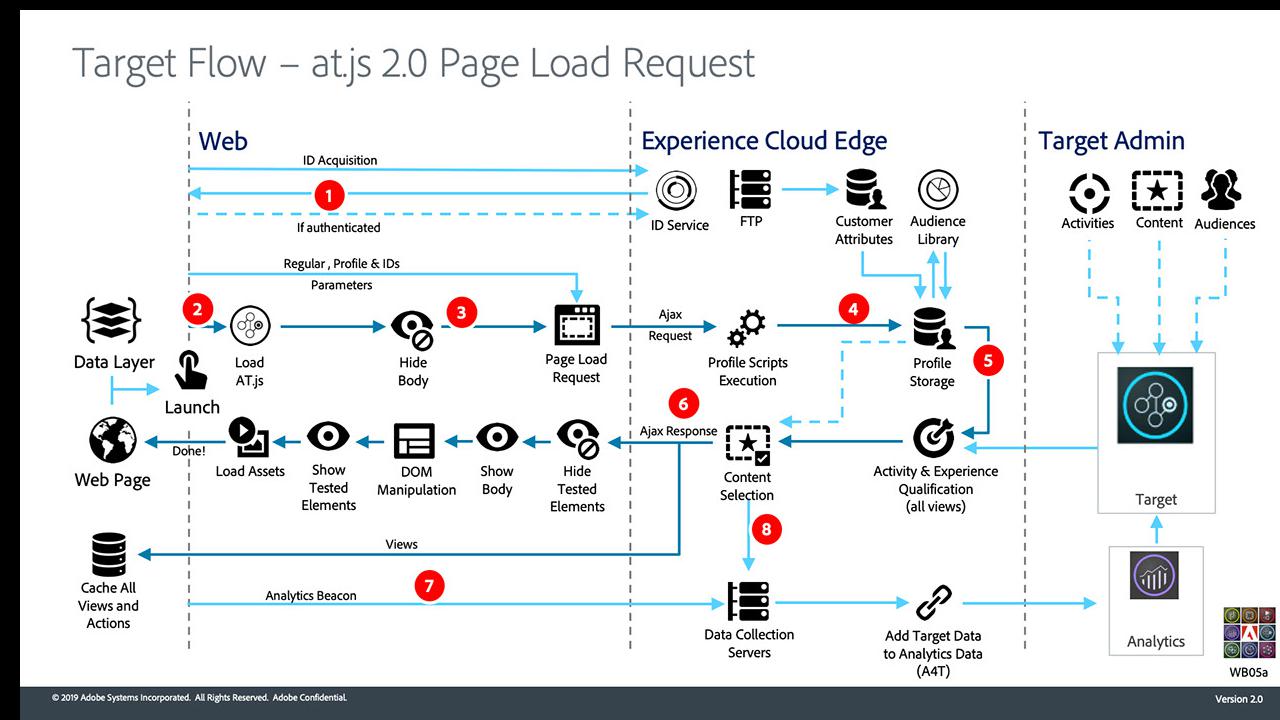 Target Flow – at.js 2.0 Page Load Request
Web
Experience Cloud Edge
Target Admin
ID Acquisition
1
If authenticated
ID Service
FTP
Customer
Attributes
Audience
Library
Activities
Content
Audiences
Regular , Profile & IDs
Parameters
Data Layer
2
Load
AT.js
Hide
Body
3
Page Load
Request
Ajax
Request
Profile Scripts
Execution
4
Profile
Storage
5
Launch
Web Page
Done!
Load Assets
Show
Tested
Elements
DOM
Manipulation
Show
Body
Hide
Tested
Elements
6
Ajax Response
Content
Selection
Activity & Experience
Qualification
(all views)
Target
8
Views
Cache All
Views and
Actions
7
Analytics Beacon
Data Collection
Servers
Add Target Data
to Analytics Data
(A4T)
Analytics
WB05a
© 2019 Adobe Systems Incorporated. All Rights Reserved. Adobe Confidential.
Version 2.0